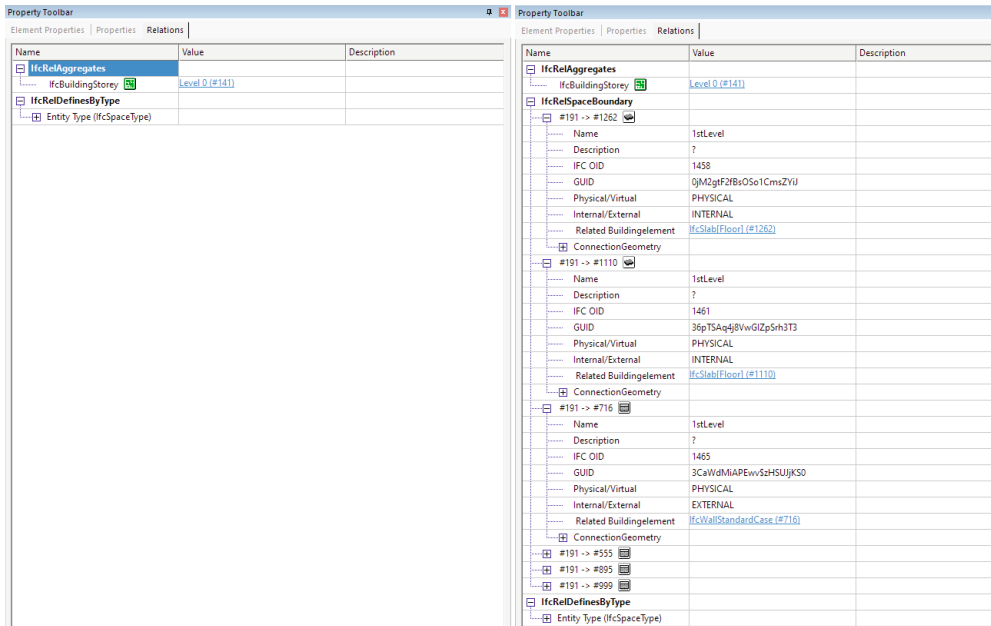 Property Toolbar
Element Properties | Properties Relations
Name Value Description
IfcRelAggregates
IfcBuildingStorey Level 0 (#141)
IfcRelDefinesByType
Entity Type (IfcSpaceType)
Property Toolbar
Element Properties | Properties Relations
Name Value Description
IfcRelAggregates
IfcBuildingStorey Level 0 (#141)
IfcRelSpaceBoundary
#191 -> #1262
Name 1stLevel
Description ?
IFC OID 1458
GUID 0jM2gtF2fBsOSo1CmsZYiJ
Physical/Virtual PHYSICAL
Internal/External INTERNAL
Related Buildingelement IfcSlab[Floor] (#1262)
ConnectionGeometry
#191 -> #1110
Name 1stLevel
Description ?
IFC OID 1461
GUID 36pTSAq4j8VwGlZpSrh3T3
Physical/Virtual PHYSICAL
Internal/External INTERNAL
Related Buildingelement IfcSlab[Floor] (#1110)
ConnectionGeometry
#191 -> #716
Name 1stLevel
Description ?
IFC OID 1465
GUID 3CaWdMiAPEwv$zHSUJjKS0
Physical/Virtual PHYSICAL
Internal/External EXTERNAL
Related Buildingelement IfcWallStandardCase (#716)
ConnectionGeometry
#191 -> #555
#191 -> #895
#191 -> #999
IfcRelDefinesByType
Entity Type (IfcSpaceType)